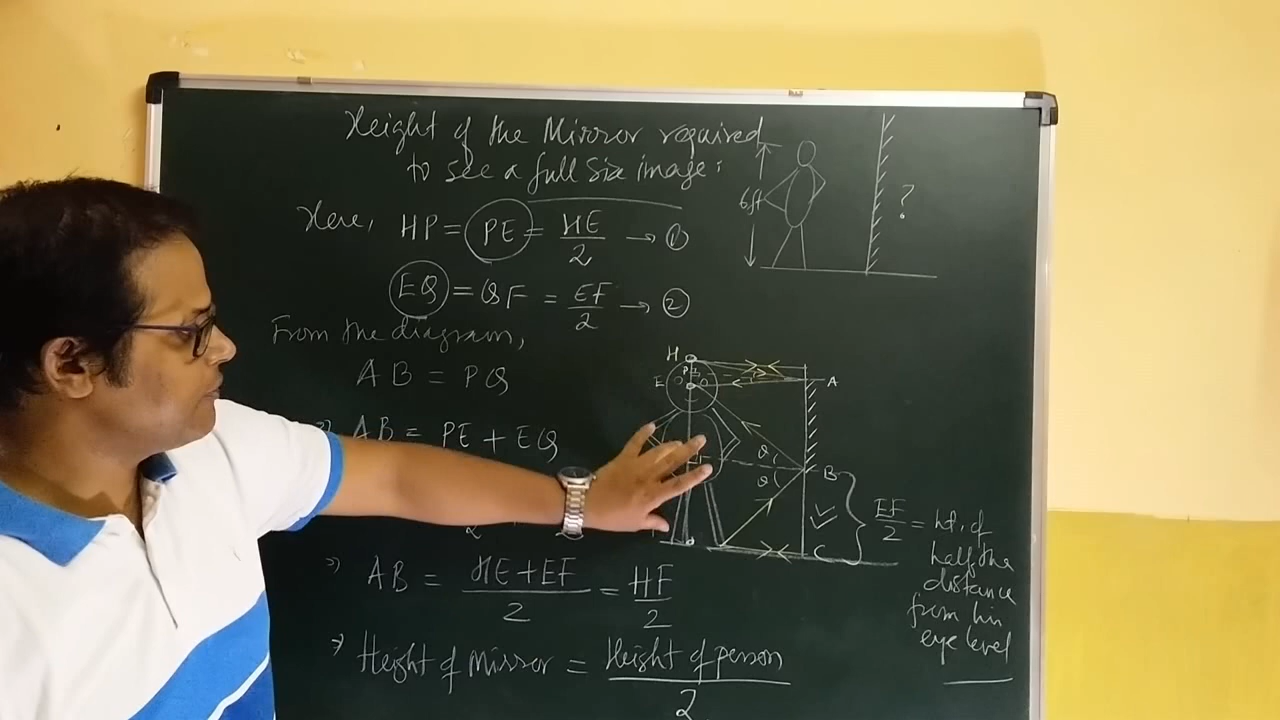 Height of the Mirror required
to see a full size image:
6ft
?
Here, HP = PE = HE/2 → ①
EQ = QF = EF/2 → ②
From the diagram,
AB = PQ
⇒ AB = PE + EQ
2 2
⇒ AB = HE + EF/2 = HF/2
⇒ Height of Mirror = Height of person/2
H
P
E
A
B
C
EF/2 = ht. of
half the
distance
from his
eye level